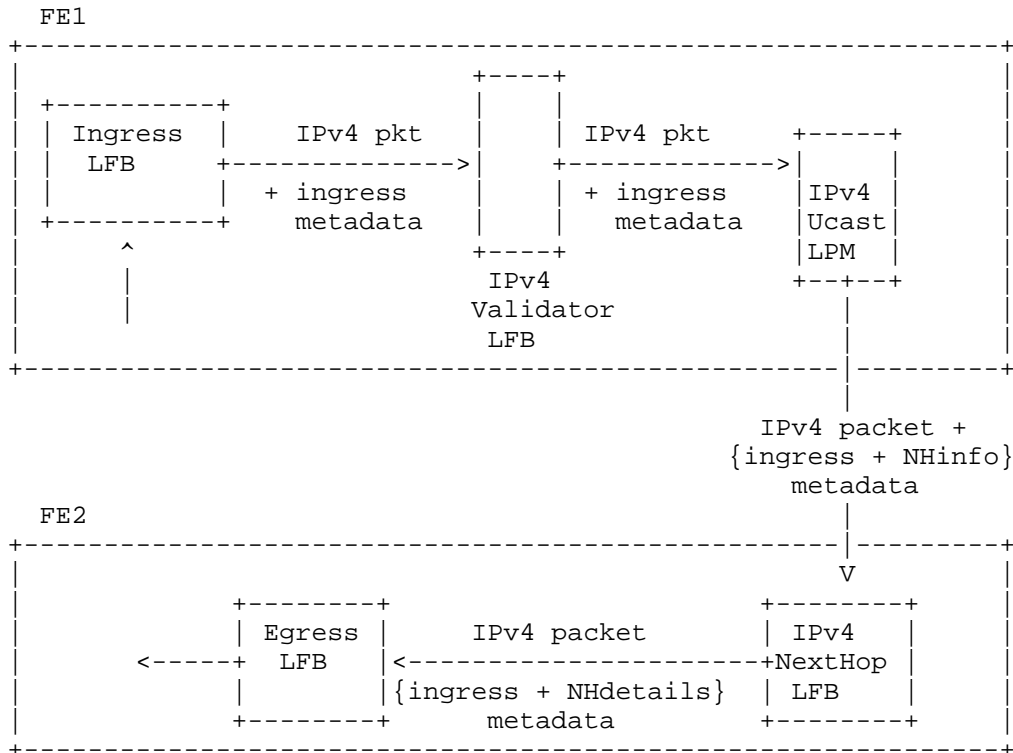 FE1
Ingress IPv4 pkt IPv4 pkt
LFB
+ ingress + ingress IPv4
metadata metadata Ucast
LPM
IPv4
Validator
LFB
IPv4 packet +
{ingress + NHinfo}
metadata
FE2
V
Egress IPv4 packet IPv4
LFB NextHop
{ingress + NHdetails} LFB
metadata